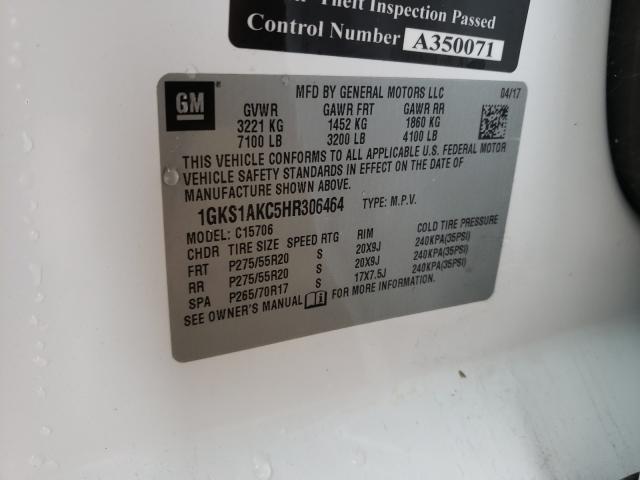 Theft Inspection Passed
Control Number A350071
GM
MFD BY GENERAL MOTORS LLC 04/17
GVWR GAWR FRT GAWR RR
3221 KG 1452 KG 1860 KG
7100 LB 3200 LB 4100 LB
THIS VEHICLE CONFORMS TO ALL APPLICABLE U.S. FEDERAL MOTOR
VEHICLE SAFETY STANDARDS IN EFFECT ON THE DATE OF
MANUFACTURE SHOWN ABOVE.
1GKS1AKC5HR306464 TYPE: M.P.V.
MODEL: C15706
CHDR TIRE SIZE SPEED RTG RIM COLD TIRE PRESSURE
FRT P275/55R20 S 20X9J 240KPA(35PSI)
RR P275/55R20 S 20X9J 240KPA(35PSI)
SPA P265/70R17 S 17X7.5J 240KPA(35PSI)
SEE OWNER'S MANUAL FOR MORE INFORMATION.